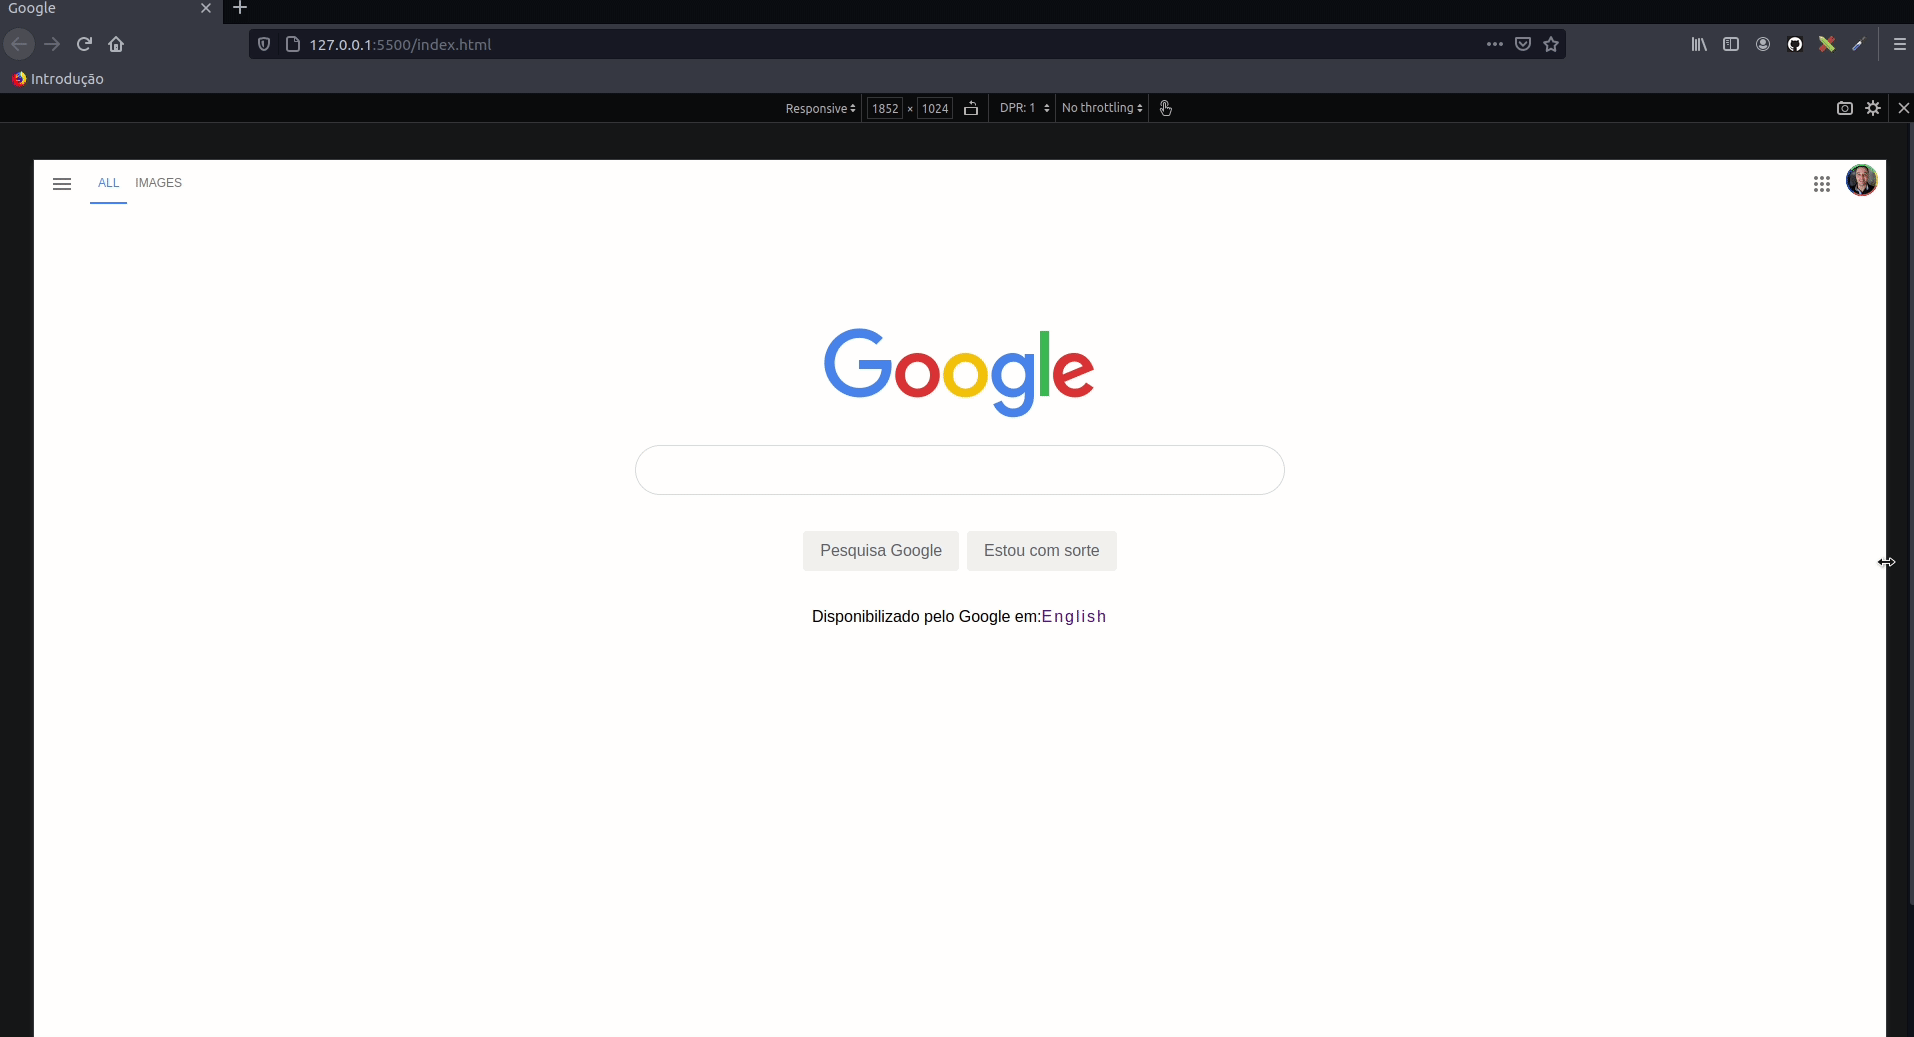 Google
127.0.0.1:5500/index.html
Introdução
Responsive 1852 × 1024 DPR: 1 No throttling
ALL IMAGES
Google
Pesquisa Google Estou com sorte
Disponibilizado pelo Google em:English